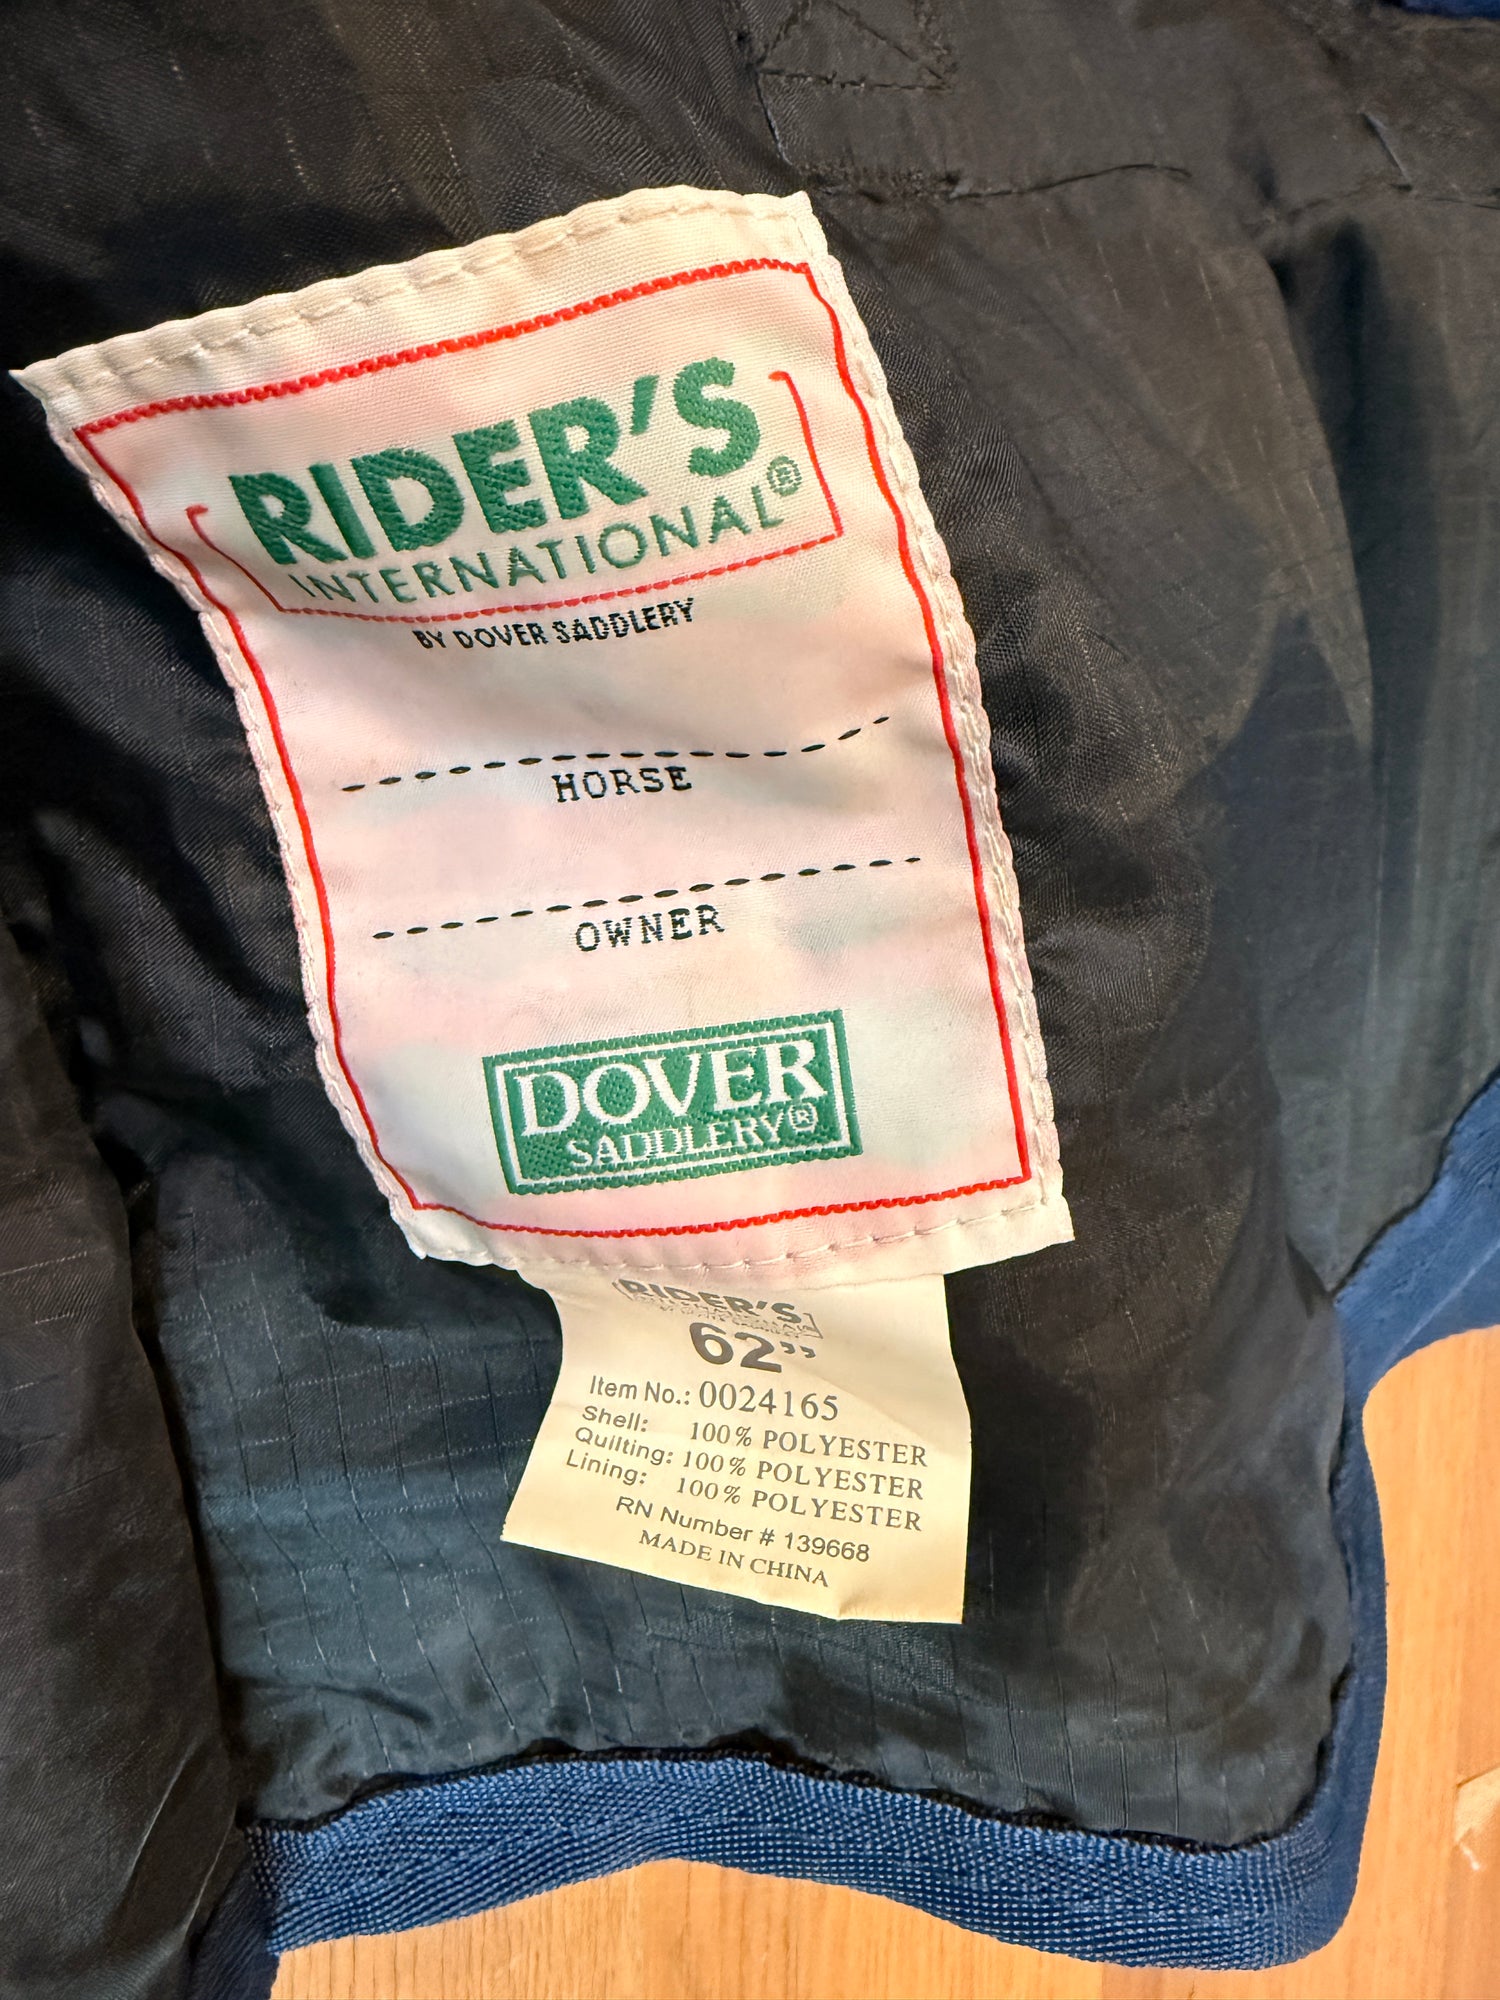 RIDER'S
INTERNATIONAL®
BY DOVER SADDLERY
HORSE
OWNER
DOVER
SADDLERY®
RIDER'S
62”
Item No.: 0024165
Shell: 100% POLYESTER
Quilting: 100% POLYESTER
Lining: 100% POLYESTER
RN Number # 139668
MADE IN CHINA